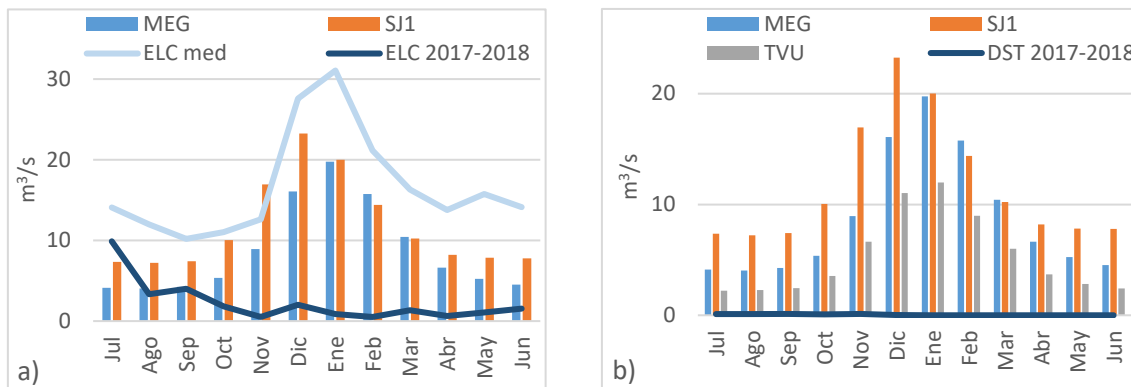 MEG SJ1
ELC med ELC 2017-2018
30
20
10
0
m³/s
Jul Ago Sep Oct Nov Dic Ene Feb Mar Abr May Jun
a)
MEG SJ1
TVU DST 2017-2018
20
10
0
m³/s
Jul Ago Sep Oct Nov Dic Ene Feb Mar Abr May Jun
b)